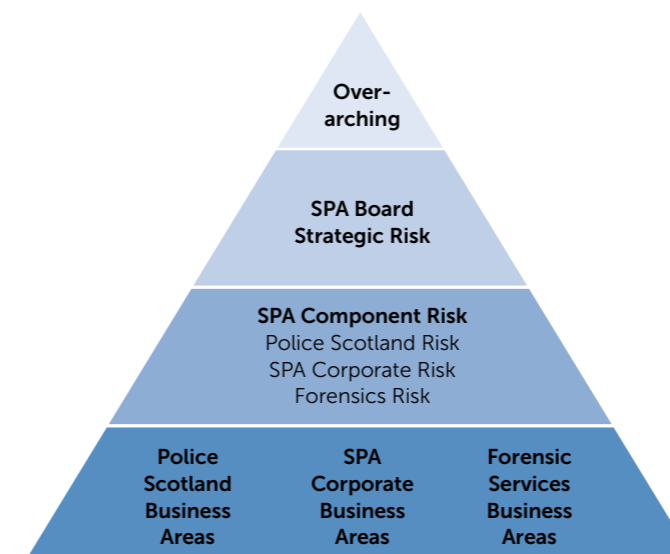 Over-
arching
SPA Board
Strategic Risk
SPA Component Risk
Police Scotland Risk
SPA Corporate Risk
Forensics Risk
Police
Scotland
Business
Areas
SPA
Corporate
Business
Areas
Forensic
Services
Business
Areas